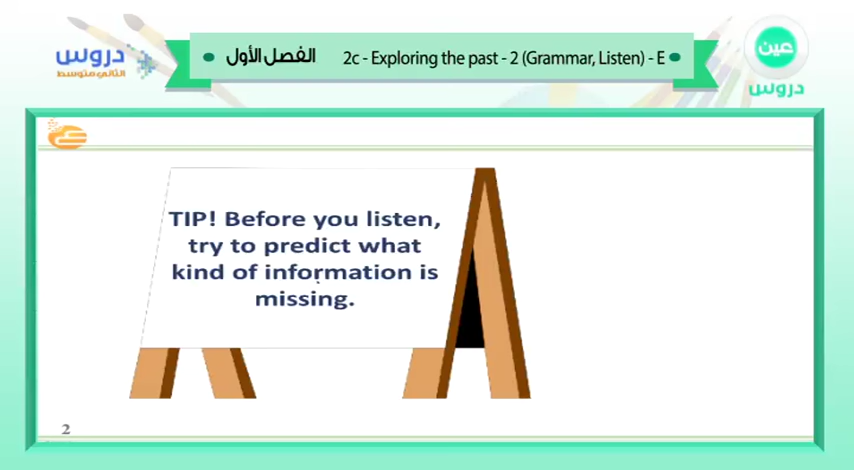 دروس
الثاني متوسط
الفصل الأول
2c - Exploring the past - 2 (Grammar, Listen) - E
عين
دروس
TIP! Before you listen,
try to predict what
kind of information is
missing.
2